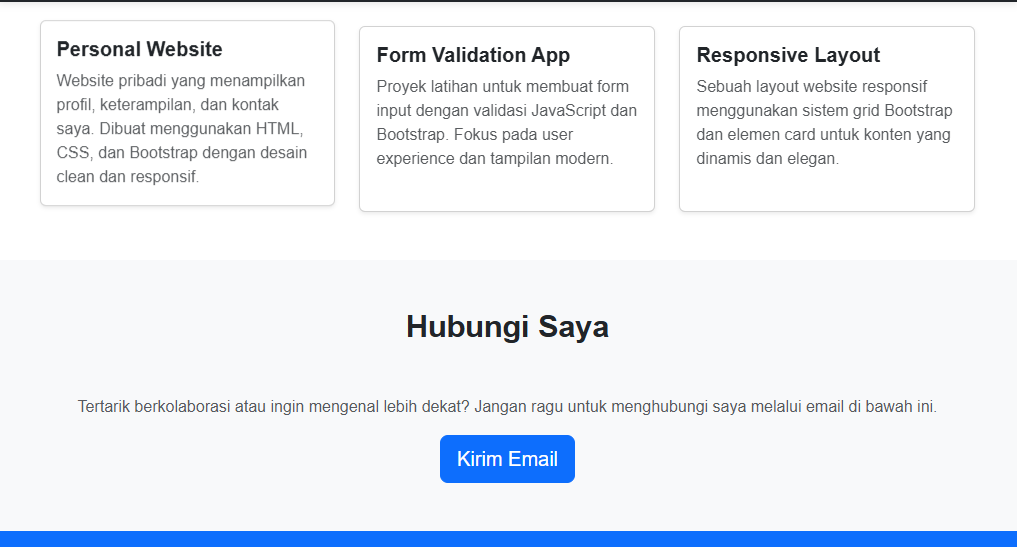 Personal Website
Website pribadi yang menampilkan
profil, keterampilan, dan kontak
saya. Dibuat menggunakan HTML,
CSS, dan Bootstrap dengan desain
clean dan responsif.
Form Validation App
Proyek latihan untuk membuat form
input dengan validasi JavaScript dan
Bootstrap. Fokus pada user
experience dan tampilan modern.
Responsive Layout
Sebuah layout website responsif
menggunakan sistem grid Bootstrap
dan elemen card untuk konten yang
dinamis dan elegan.
Hubungi Saya
Tertarik berkolaborasi atau ingin mengenal lebih dekat? Jangan ragu untuk menghubungi saya melalui email di bawah ini.
Kirim Email